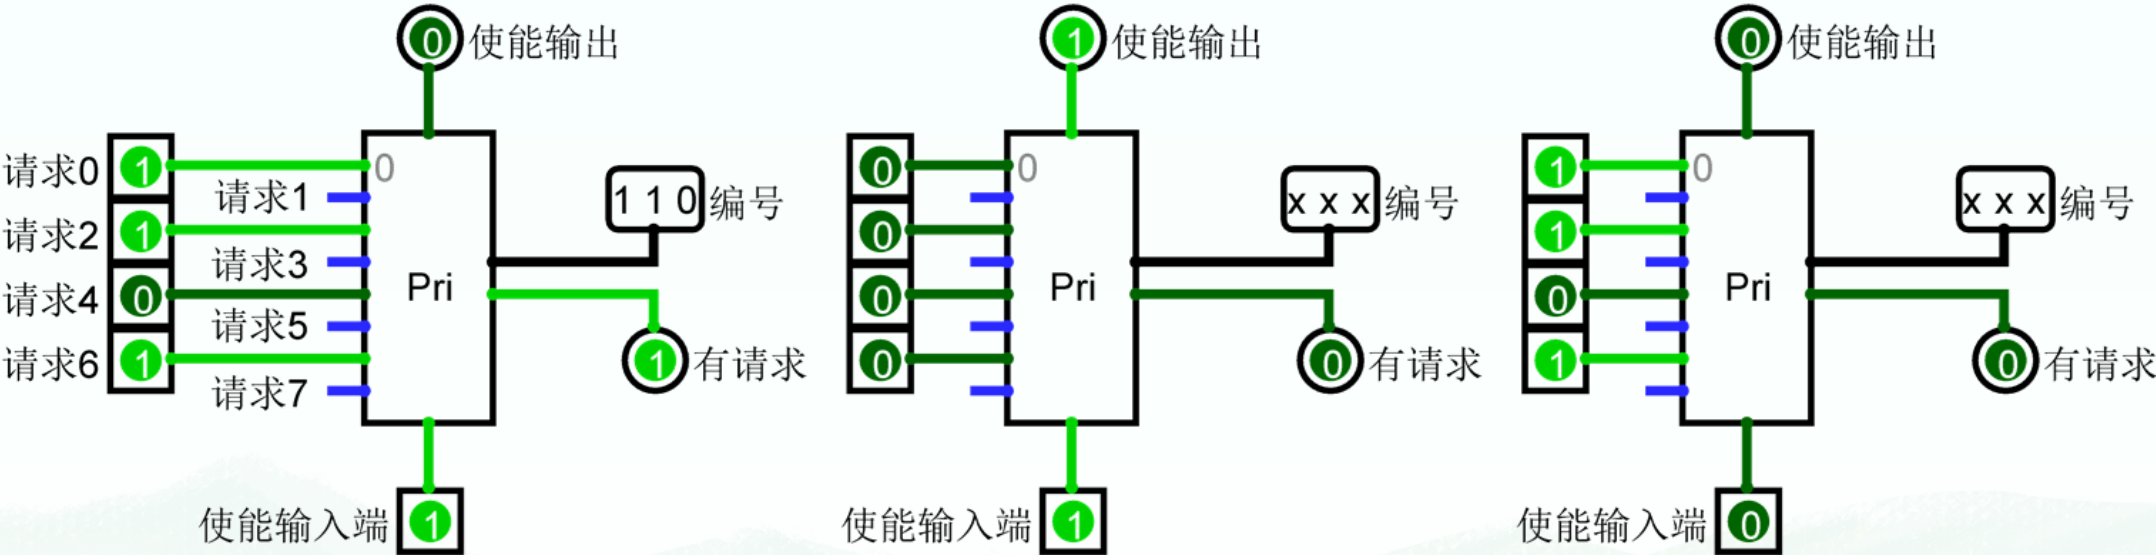 0 使能输出
请求0 1 0
请求1
请求2 1
请求3
请求4 0
请求5
请求6 1
请求7
Pri
1 1 0 编号
1 有请求
使能输入端 1
1 使能输出
0 0
0
0
0
Pri
x x x 编号
0 有请求
使能输入端 1
0 使能输出
1 0
1
0
1
Pri
x x x 编号
0 有请求
使能输入端 0